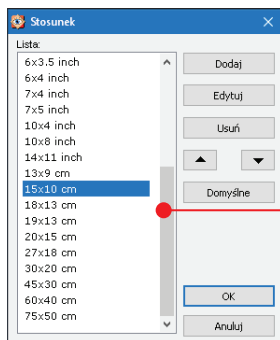 Stosunek
Lista:
6x3.5 inch
6x4 inch
7x4 inch
7x5 inch
10x4 inch
10x8 inch
14x11 inch
13x9 cm
15x10 cm
18x13 cm
19x13 cm
20x15 cm
27x18 cm
30x20 cm
45x30 cm
60x40 cm
75x50 cm
Dodaj
Edytuj
Usuń
Domyślne
OK
Anuluj